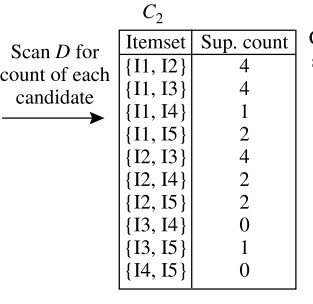 C2
Scan D for
count of each
candidate
Itemset Sup. count
{I1, I2} 4
{I1, I3} 4
{I1, I4} 1
{I1, I5} 2
{I2, I3} 4
{I2, I4} 2
{I2, I5} 2
{I3, I4} 0
{I3, I5} 1
{I4, I5} 0